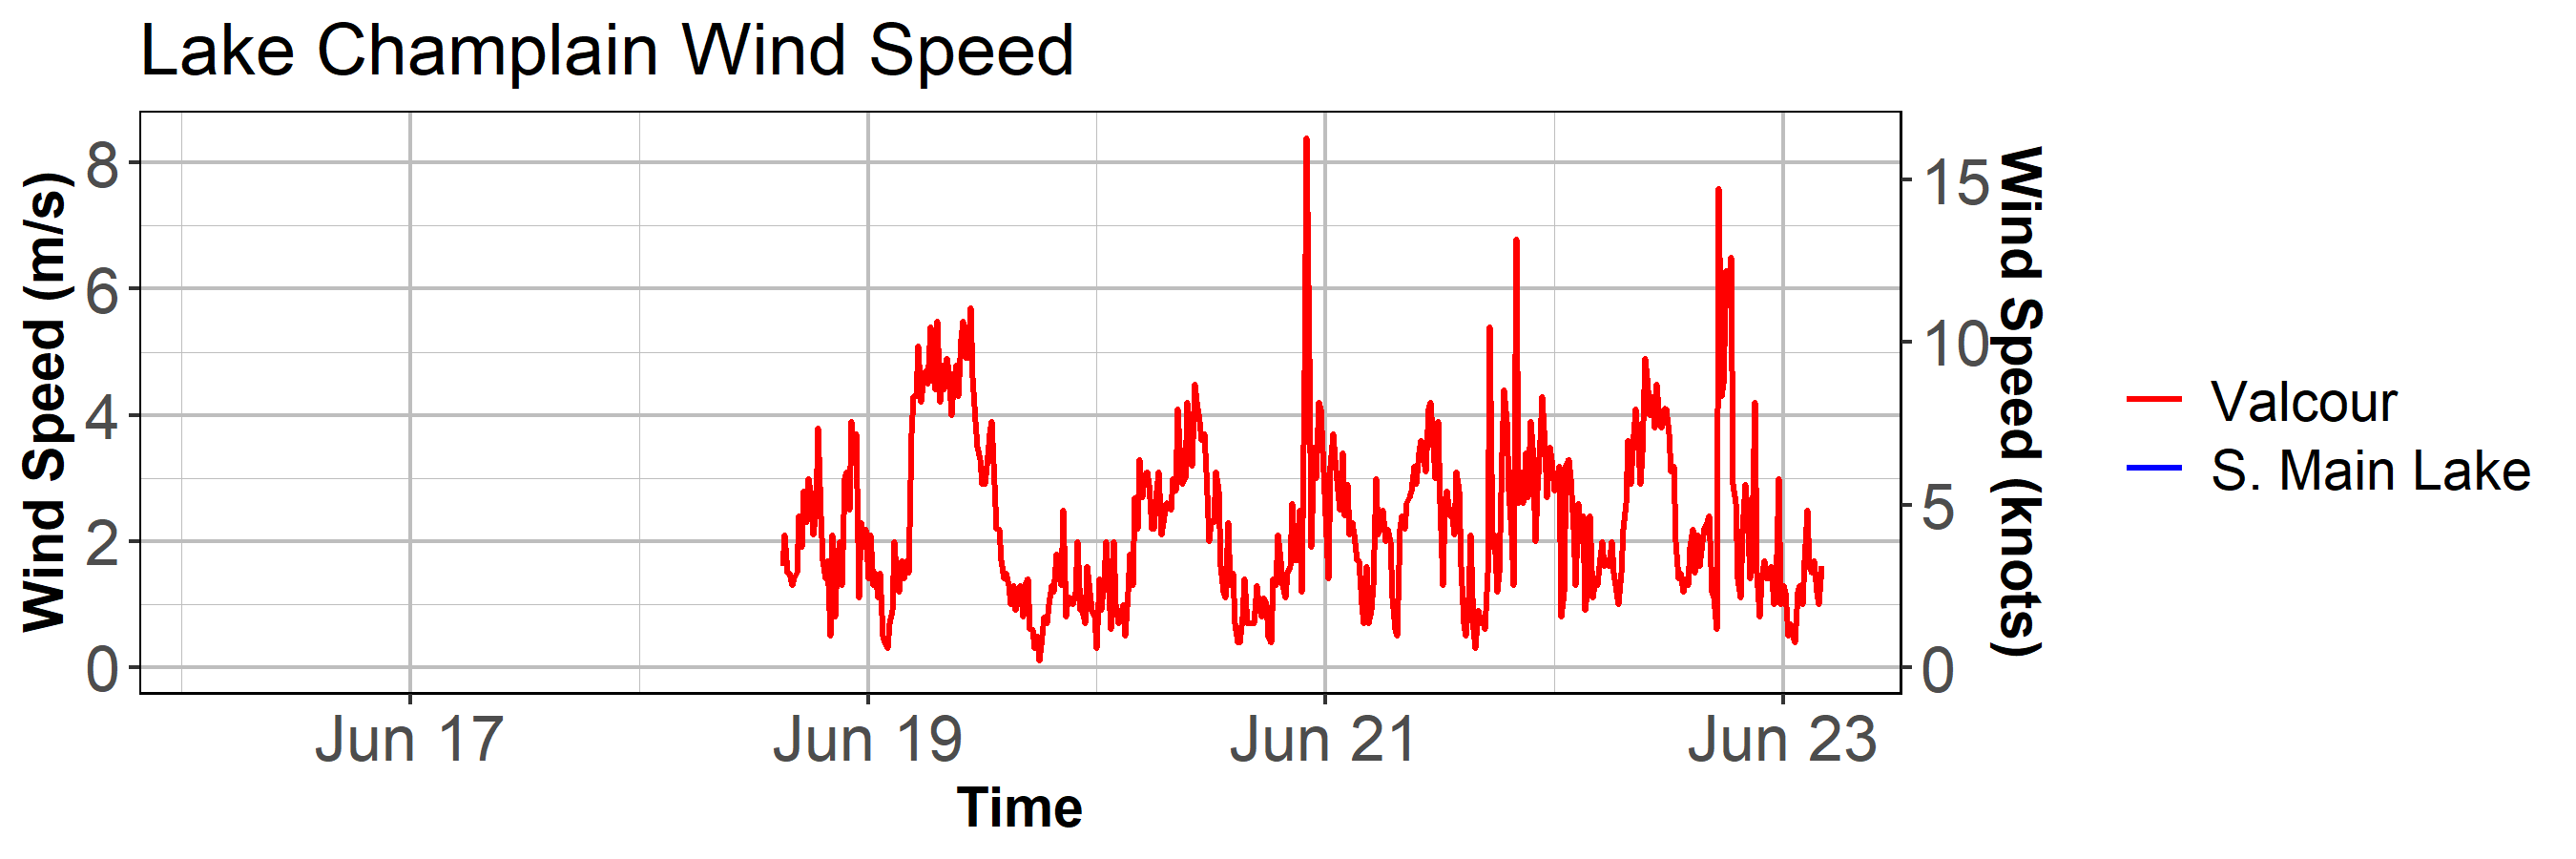 Lake Champlain Wind Speed
Wind Speed (m/s)
8
6
4
2
0
15
10
5
0
Wind Speed (knots)
Jun 17
Jun 19
Jun 21
Jun 23
Time
Valcour
S. Main Lake